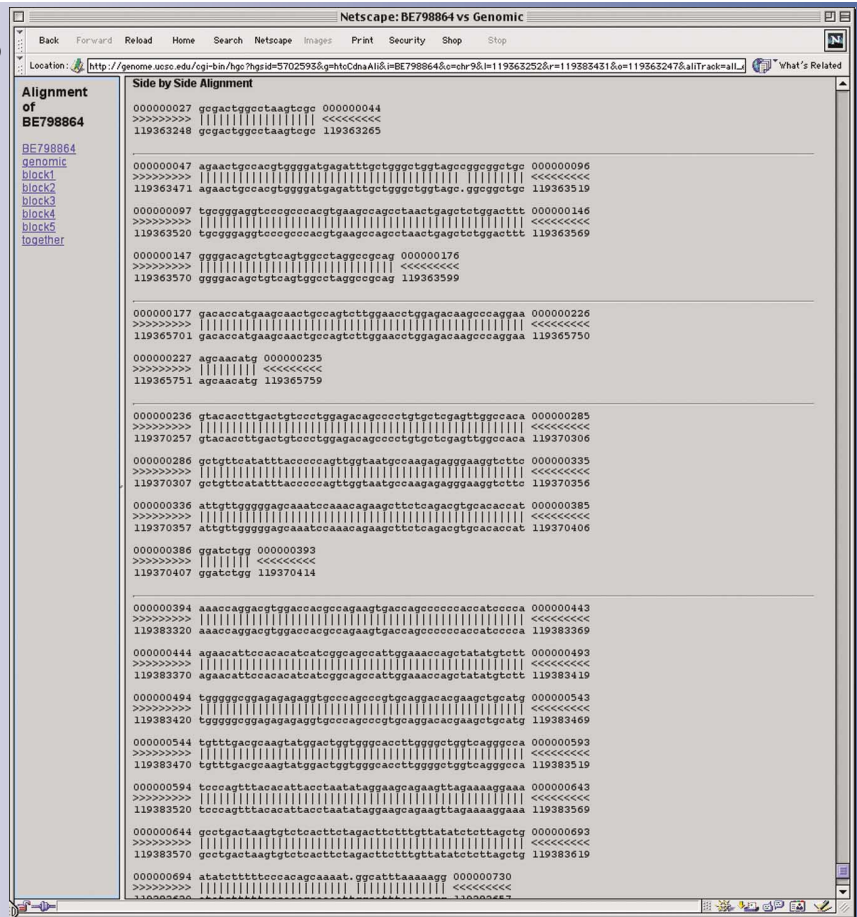 Netscape: BE798864 vs Genomic
Back Forward Reload Home Search Netscape Images Print Security Shop Stop
Location: http://genome.ucsc.edu/cgi-bin/hgc?hgsid=5702593&g=htcCdnaAli&i=BE798864&c=chr9&l=119363252&r=119383431&o=119363247&aliTrack=all_ What's Related
Alignment
of
BE798864
BE798864
genomic
block1
block2
block3
block4
block5
together
Side by Side Alignment
000000027 gcgactggcctaagtcgc 000000044
>>>>>>>>> |||||||||||||||||| <<<<<<<<<
119363248 gcgactggcctaagtcgc 119363265
000000047 agaactgccacgtggggatgagatttgctgggctggtagccggcggctgc 000000096
>>>>>>>>> ||||||||||||||||||||||||||||||||||||||| |||||||||| <<<<<<<<<
119363471 agaactgccacgtggggatgagatttgctgggctggtagc.ggcggctgc 119363519
000000097 tgcgggaggtcccgcccacgtgaagccagcctaactgagctctggacttt 000000146
>>>>>>>>> |||||||||||||||||||||||||||||||||||||||||||||||||| <<<<<<<<<
119363520 tgcgggaggtcccgcccacgtgaagccagcctaactgagctctggacttt 119363569
000000147 ggggacagctgtcagtggcctaggccgcag 000000176
>>>>>>>>> |||||||||||||||||||||||||||||| <<<<<<<<<
119363570 ggggacagctgtcagtggcctaggccgcag 119363599
000000177 gacaccatgaagcaactgccagtcttggaacctggagacaagcccaggaa 000000226
>>>>>>>>> |||||||||||||||||||||||||||||||||||||||||||||||||| <<<<<<<<<
119365701 gacaccatgaagcaactgccagtcttggaacctggagacaagcccaggaa 119365750
000000227 agcaacatg 000000235
>>>>>>>>> ||||||||| <<<<<<<<<
119365751 agcaacatg 119365759
000000236 gtacaccttgactgtccctggagacagcccctgtgctcgagttggccaca 000000285
>>>>>>>>> |||||||||||||||||||||||||||||||||||||||||||||||||| <<<<<<<<<
119370257 gtacaccttgactgtccctggagacagcccctgtgctcgagttggccaca 119370306
000000286 gctgttcatatttacccccagttggtaatgccaagagagggaaggtcttc 000000335
>>>>>>>>> |||||||||||||||||||||||||||||||||||||||||||||||||| <<<<<<<<<
119370307 gctgttcatatttacccccagttggtaatgccaagagagggaaggtcttc 119370356
000000336 attgttgggggagcaaatccaaacagaagcttctcagacgtgcacaccat 000000385
>>>>>>>>> |||||||||||||||||||||||||||||||||||||||||||||||||| <<<<<<<<<
119370357 attgttgggggagcaaatccaaacagaagcttctcagacgtgcacaccat 119370406
000000386 ggatctgg 000000393
>>>>>>>>> |||||||| <<<<<<<<<
119370407 ggatctgg 119370414
000000394 aaaccaggacgtggaccacgccagaagtgaccagccccccaccatcccca 000000443
>>>>>>>>> |||||||||||||||||||||||||||||||||||||||||||||||||| <<<<<<<<<
119383320 aaaccaggacgtggaccacgccagaagtgaccagccccccaccatcccca 119383369
000000444 agaacattccacacatcatcggcagccattggaaaccagctatatgtctt 000000493
>>>>>>>>> |||||||||||||||||||||||||||||||||||||||||||||||||| <<<<<<<<<
119383370 agaacattccacacatcatcggcagccattggaaaccagctatatgtctt 119383419
000000494 tgggggcggagagagaggtgcccagcccgtgcaggacacgaagctgcatg 000000543
>>>>>>>>> |||||||||||||||||||||||||||||||||||||||||||||||||| <<<<<<<<<
119383420 tgggggcggagagagaggtgcccagcccgtgcaggacacgaagctgcatg 119383469
000000544 tgtttgacgcaagtatggactggtgggcaccttggggctggtcagggcca 000000593
>>>>>>>>> |||||||||||||||||||||||||||||||||||||||||||||||||| <<<<<<<<<
119383470 tgtttgacgcaagtatggactggtgggcaccttggggctggtcagggcca 119383519
000000594 tcccagtttacacattacctaatataggaagcagaagttagaaaaggaaa 000000643
>>>>>>>>> |||||||||||||||||||||||||||||||||||||||||||||||||| <<<<<<<<<
119383520 tcccagtttacacattacctaatataggaagcagaagttagaaaaggaaa 119383569
000000644 gcctgactaagtgtctcacttctagacttctttgttatatctcttagctg 000000693
>>>>>>>>> |||||||||||||||||||||||||||||||||||||||||||||||||| <<<<<<<<<
119383570 gcctgactaagtgtctcacttctagacttctttgttatatctcttagctg 119383619
000000694 atatctttttcccacagcaaaat.ggcatttaaaaagg 000000730
>>>>>>>>> ||||||||||||||||||||||| |||||||||||||| <<<<<<<<<